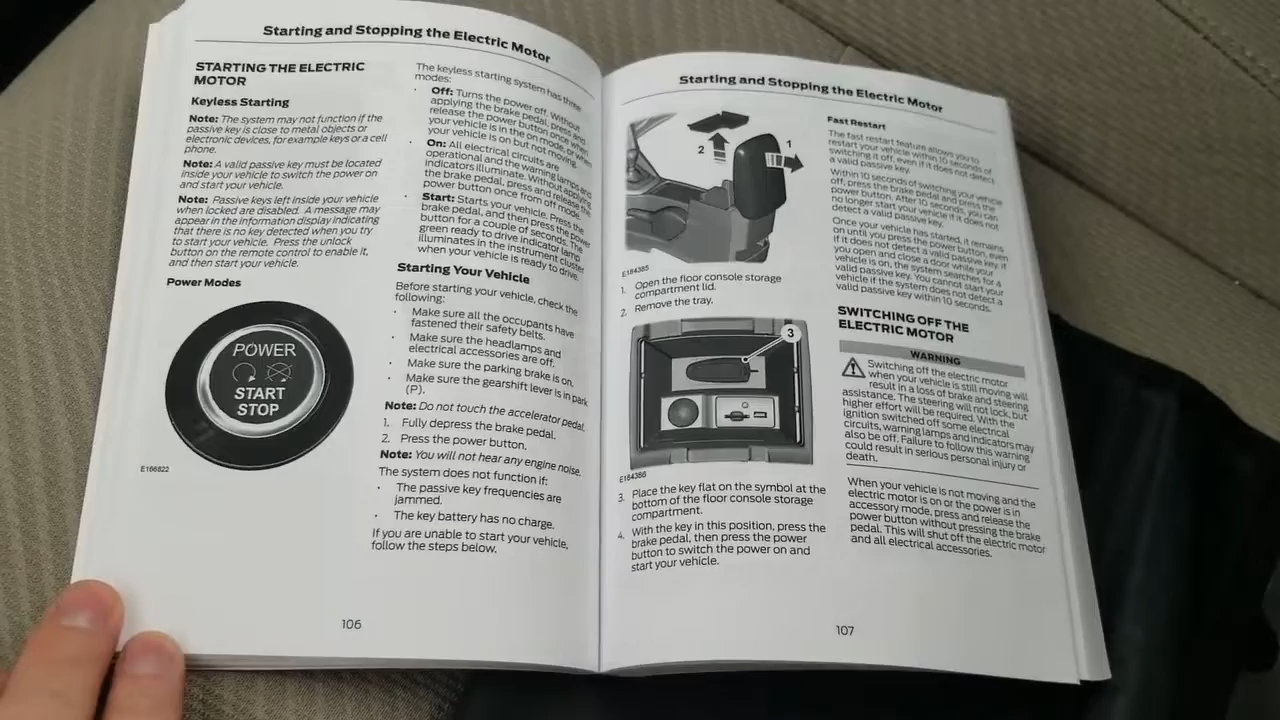 Starting and Stopping the Electric Motor
STARTING THE ELECTRIC
MOTOR
Keyless Starting
Note: The system may not function if the
passive key is close to metal objects or
electronic devices, for example keys or a cell
phone.
Note: A valid passive key must be located
inside your vehicle to switch the power on
and start your vehicle.
Note: Passive keys left inside your vehicle
when locked are disabled. A message may
appear in the information display indicating
that there is no key detected when you try
to start your vehicle. Press the unlock
button on the remote control to enable it,
and then start your vehicle.
Power Modes
POWER
START
STOP
E166822
The keyless starting system has three
modes:
• Off: Turns the power off. Without
applying the brake pedal, press and
release the power button once when
your vehicle is in the on mode, or when
your vehicle is on but not moving.
• On: All electrical circuits are
operational and the warning lamps and
indicators illuminate. Without applying
the brake pedal, press and release the
power button once from off mode.
• Start: Starts your vehicle. Press the
brake pedal, and then press the power
button for a couple of seconds. The
green ready to drive indicator lamp
illuminates in the instrument cluster
when your vehicle is ready to drive.
Starting Your Vehicle
Before starting your vehicle, check the
following:
• Make sure all the occupants have
fastened their safety belts.
• Make sure the headlamps and
electrical accessories are off.
• Make sure the parking brake is on.
• Make sure the gearshift lever is in park
(P).
Note: Do not touch the accelerator pedal.
1. Fully depress the brake pedal.
2. Press the power button.
Note: You will not hear any engine noise.
The system does not function if:
• The passive key frequencies are
jammed.
• The key battery has no charge.
If you are unable to start your vehicle,
follow the steps below.
106
Starting and Stopping the Electric Motor
1
2
E184385
1. Open the floor console storage
compartment lid.
2. Remove the tray.
3
E184386
3. Place the key flat on the symbol at the
bottom of the floor console storage
compartment.
4. With the key in this position, press the
brake pedal, then press the power
button to switch the power on and
start your vehicle.
Fast Restart
The fast restart feature allows you to
restart your vehicle within 10 seconds of
switching it off, even if it does not detect
a valid passive key.
Within 10 seconds of switching your vehicle
off, press the brake pedal and press the
power button. After 10 seconds, you can
no longer start your vehicle if it does not
detect a valid passive key.
Once your vehicle has started, it remains
on until you press the power button, even
if it does not detect a valid passive key. If
you open and close a door while your
vehicle is on, the system searches for a
valid passive key. You cannot start your
vehicle if the system does not detect a
valid passive key within 10 seconds.
SWITCHING OFF THE
ELECTRIC MOTOR
WARNING
Switching off the electric motor
when your vehicle is still moving will
result in a loss of brake and steering
assistance. The steering will not lock, but
higher effort will be required. With the
ignition switched off some electrical
circuits, warning lamps and indicators may
also be off. Failure to follow this warning
could result in serious personal injury or
death.
When your vehicle is not moving and the
electric motor is on or the power is in
accessory mode, press and release the
power button without pressing the brake
pedal. This will shut off the electric motor
and all electrical accessories.
107